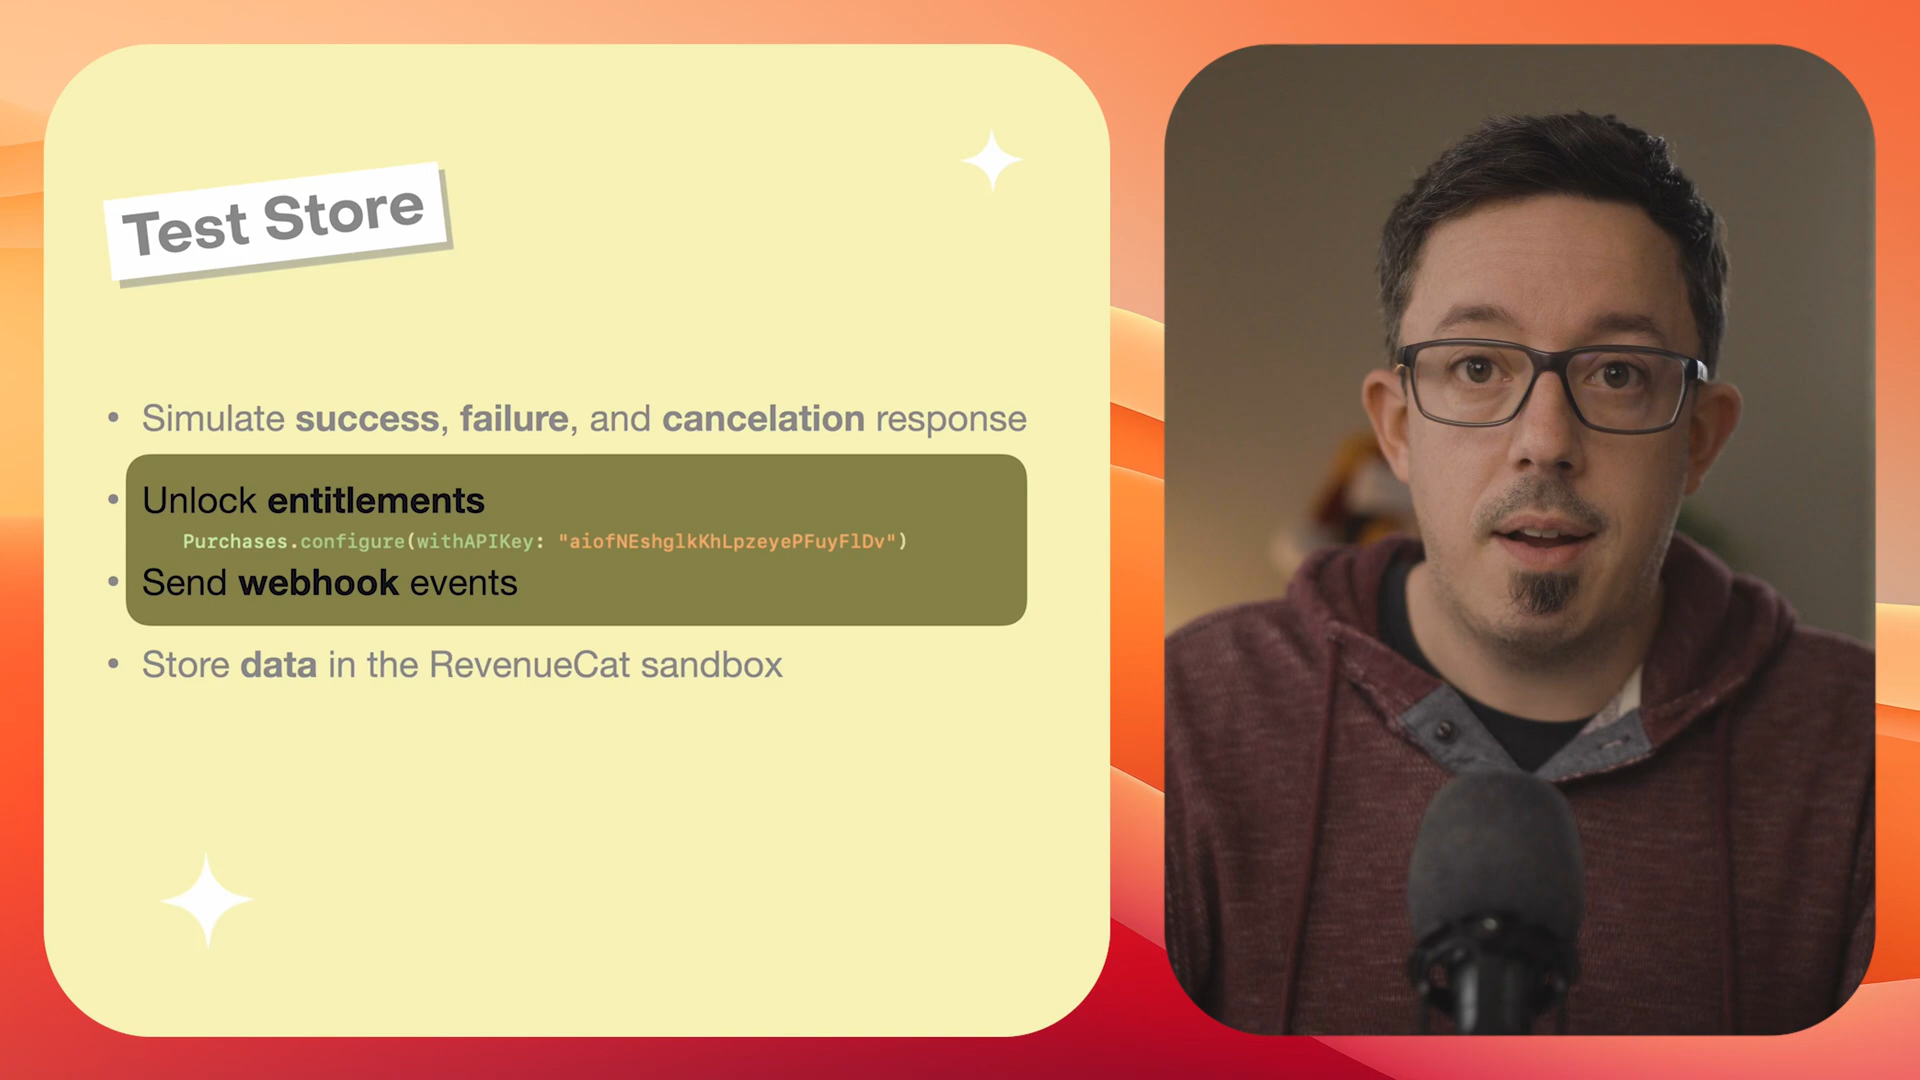 Test Store
• Simulate success, failure, and cancelation response
• Unlock entitlements
Purchases.configure(withAPIKey: "aiofNEshglkKhLpzeyePFuyFlDv")
• Send webhook events
• Store data in the RevenueCat sandbox